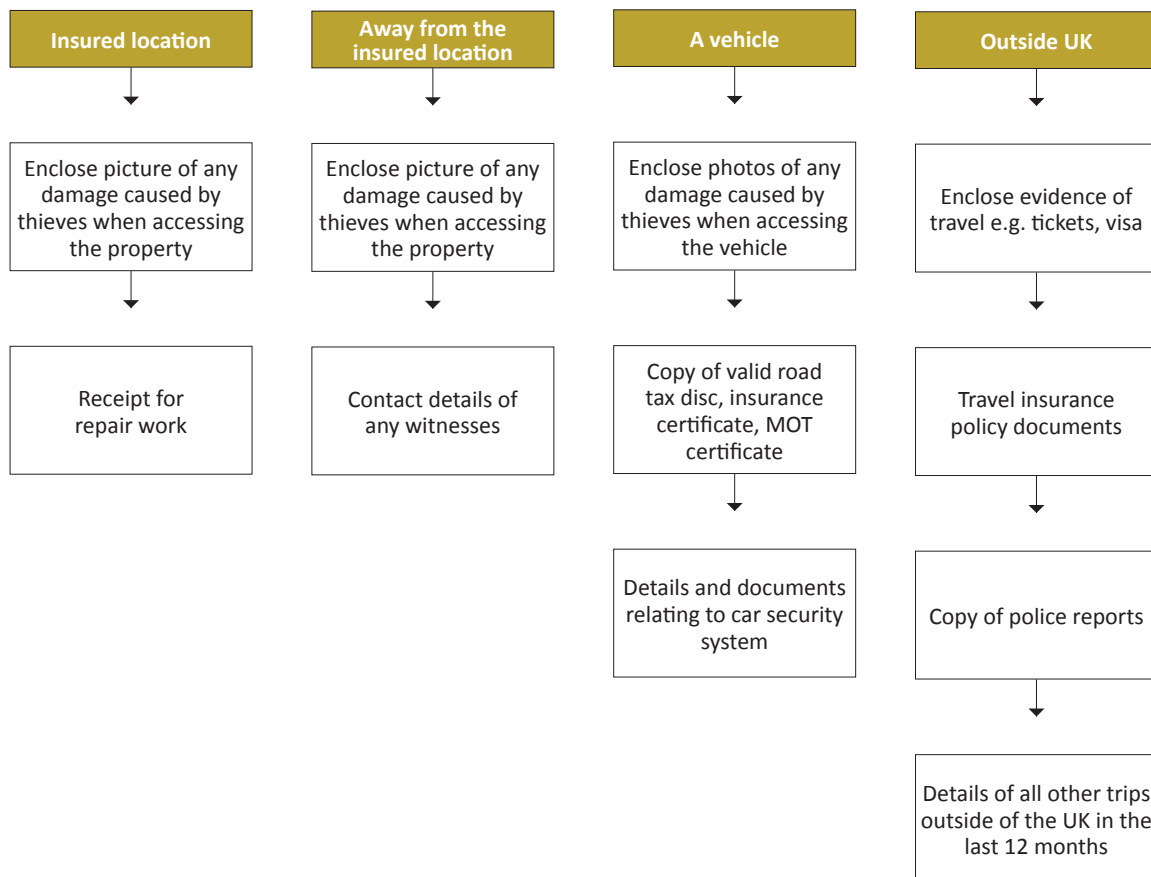 Insured location
Away from the
insured location
A vehicle
Outside UK
Enclose picture of any
damage caused by
thieves when accessing
the property
Enclose picture of any
damage caused by
thieves when accessing
the property
Enclose photos of any
damage caused by
thieves when accessing
the vehicle
Enclose evidence of
travel e.g. tickets, visa
Receipt for
repair work
Contact details of
any witnesses
Copy of valid road
tax disc, insurance
certificate, MOT
certificate
Travel insurance
policy documents
Details and documents
relating to car security
system
Copy of police reports
Details of all other trips
outside of the UK in the
last 12 months